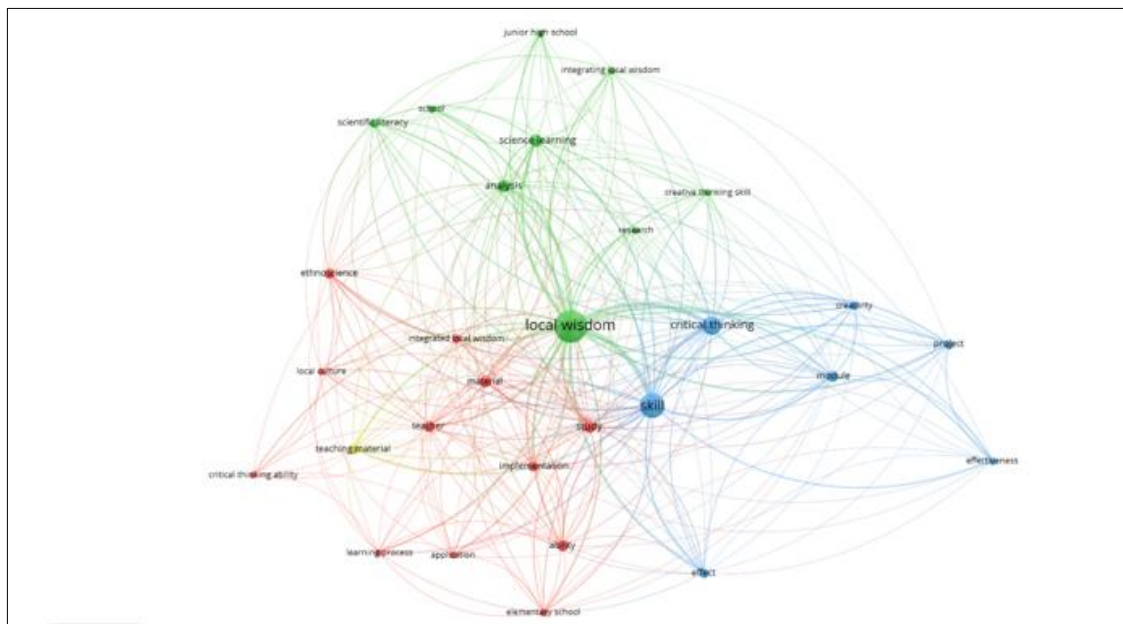 junior high school
integrating local wisdom
school
scientific literacy
science learning
analysis
creative thinking skill
research
ethnoscience
creativity
local wisdom
critical thinking
integrated local wisdom
project
local culture
material
module
skill
teacher
study
teaching material
implementation
effectiveness
critical thinking ability
ability
learning process
application
effect
elementary school